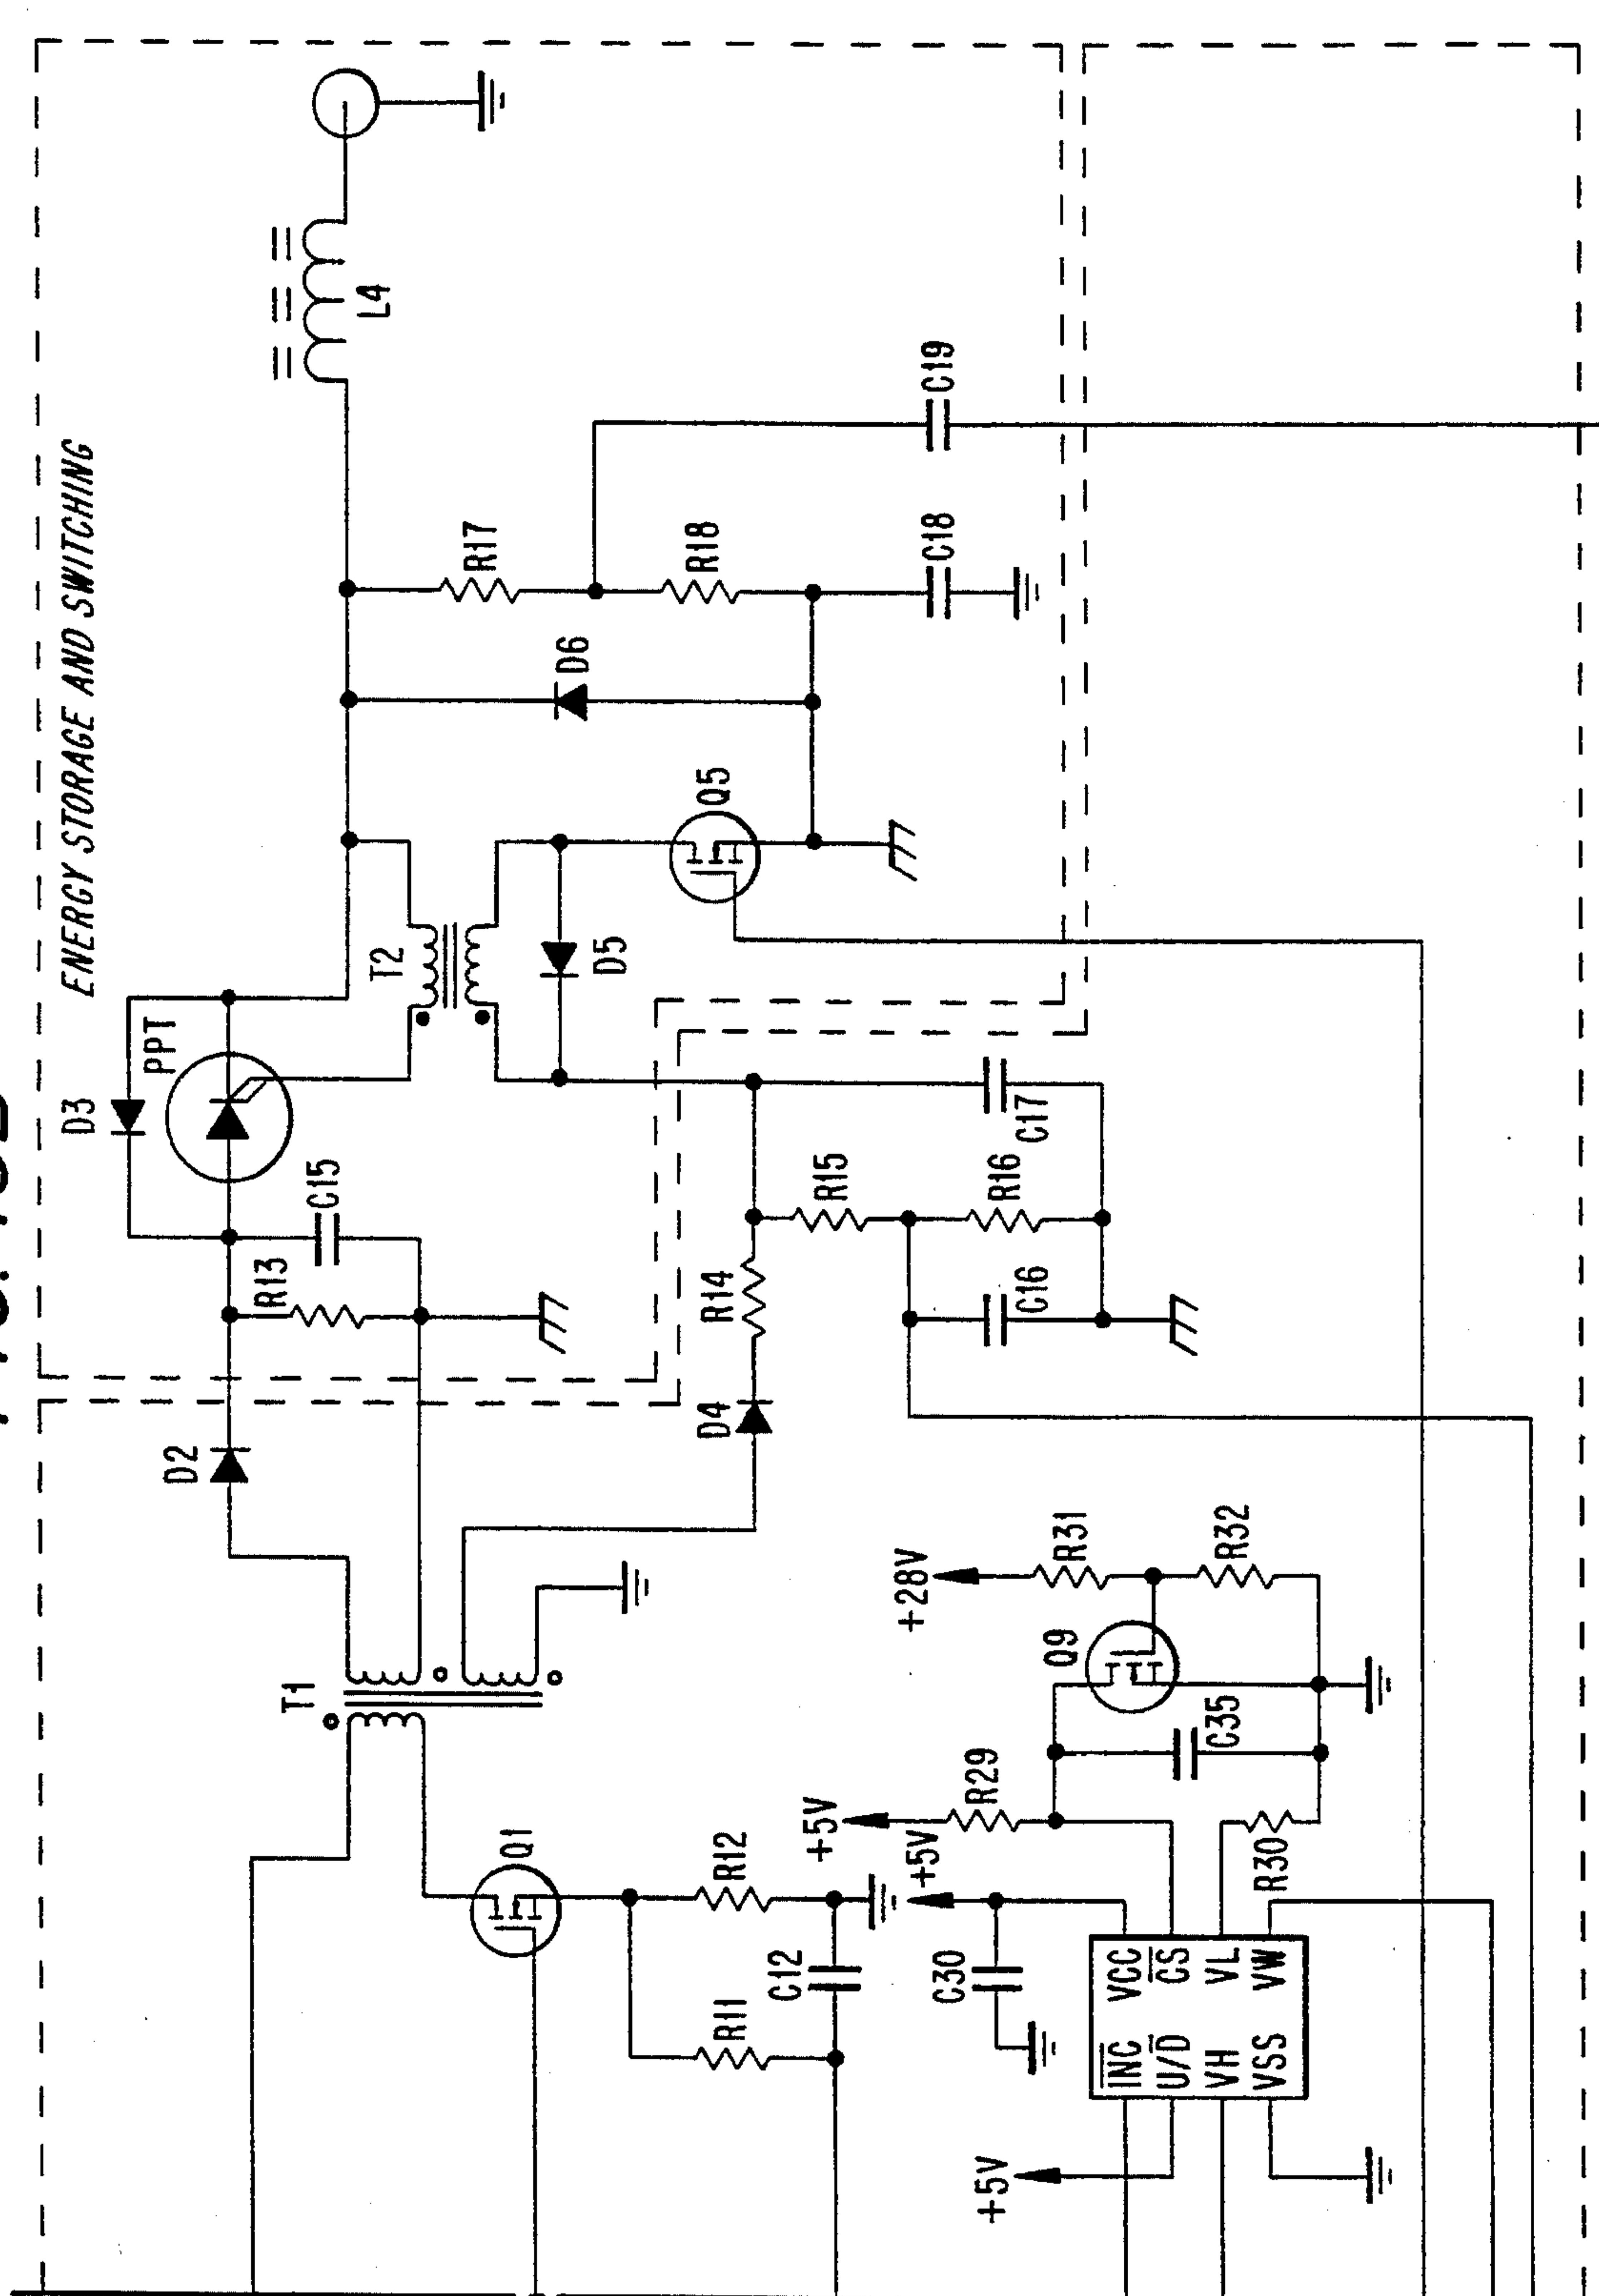 ENERGY STORAGE AND SWITCHING
D3
PPT
D2
R13
C15
T2
L4
D6
R17
R18
D5
Q5
C19
C18
T1
D4
R14
R15
C17
R16
C16
Q1
R12
R11
C12
+28V
R31
R32
Q9
C35
+5V
R29
+5V
R30
C30
VCC
CS
VL
VW
INC
U/D
VH
VSS
+5V